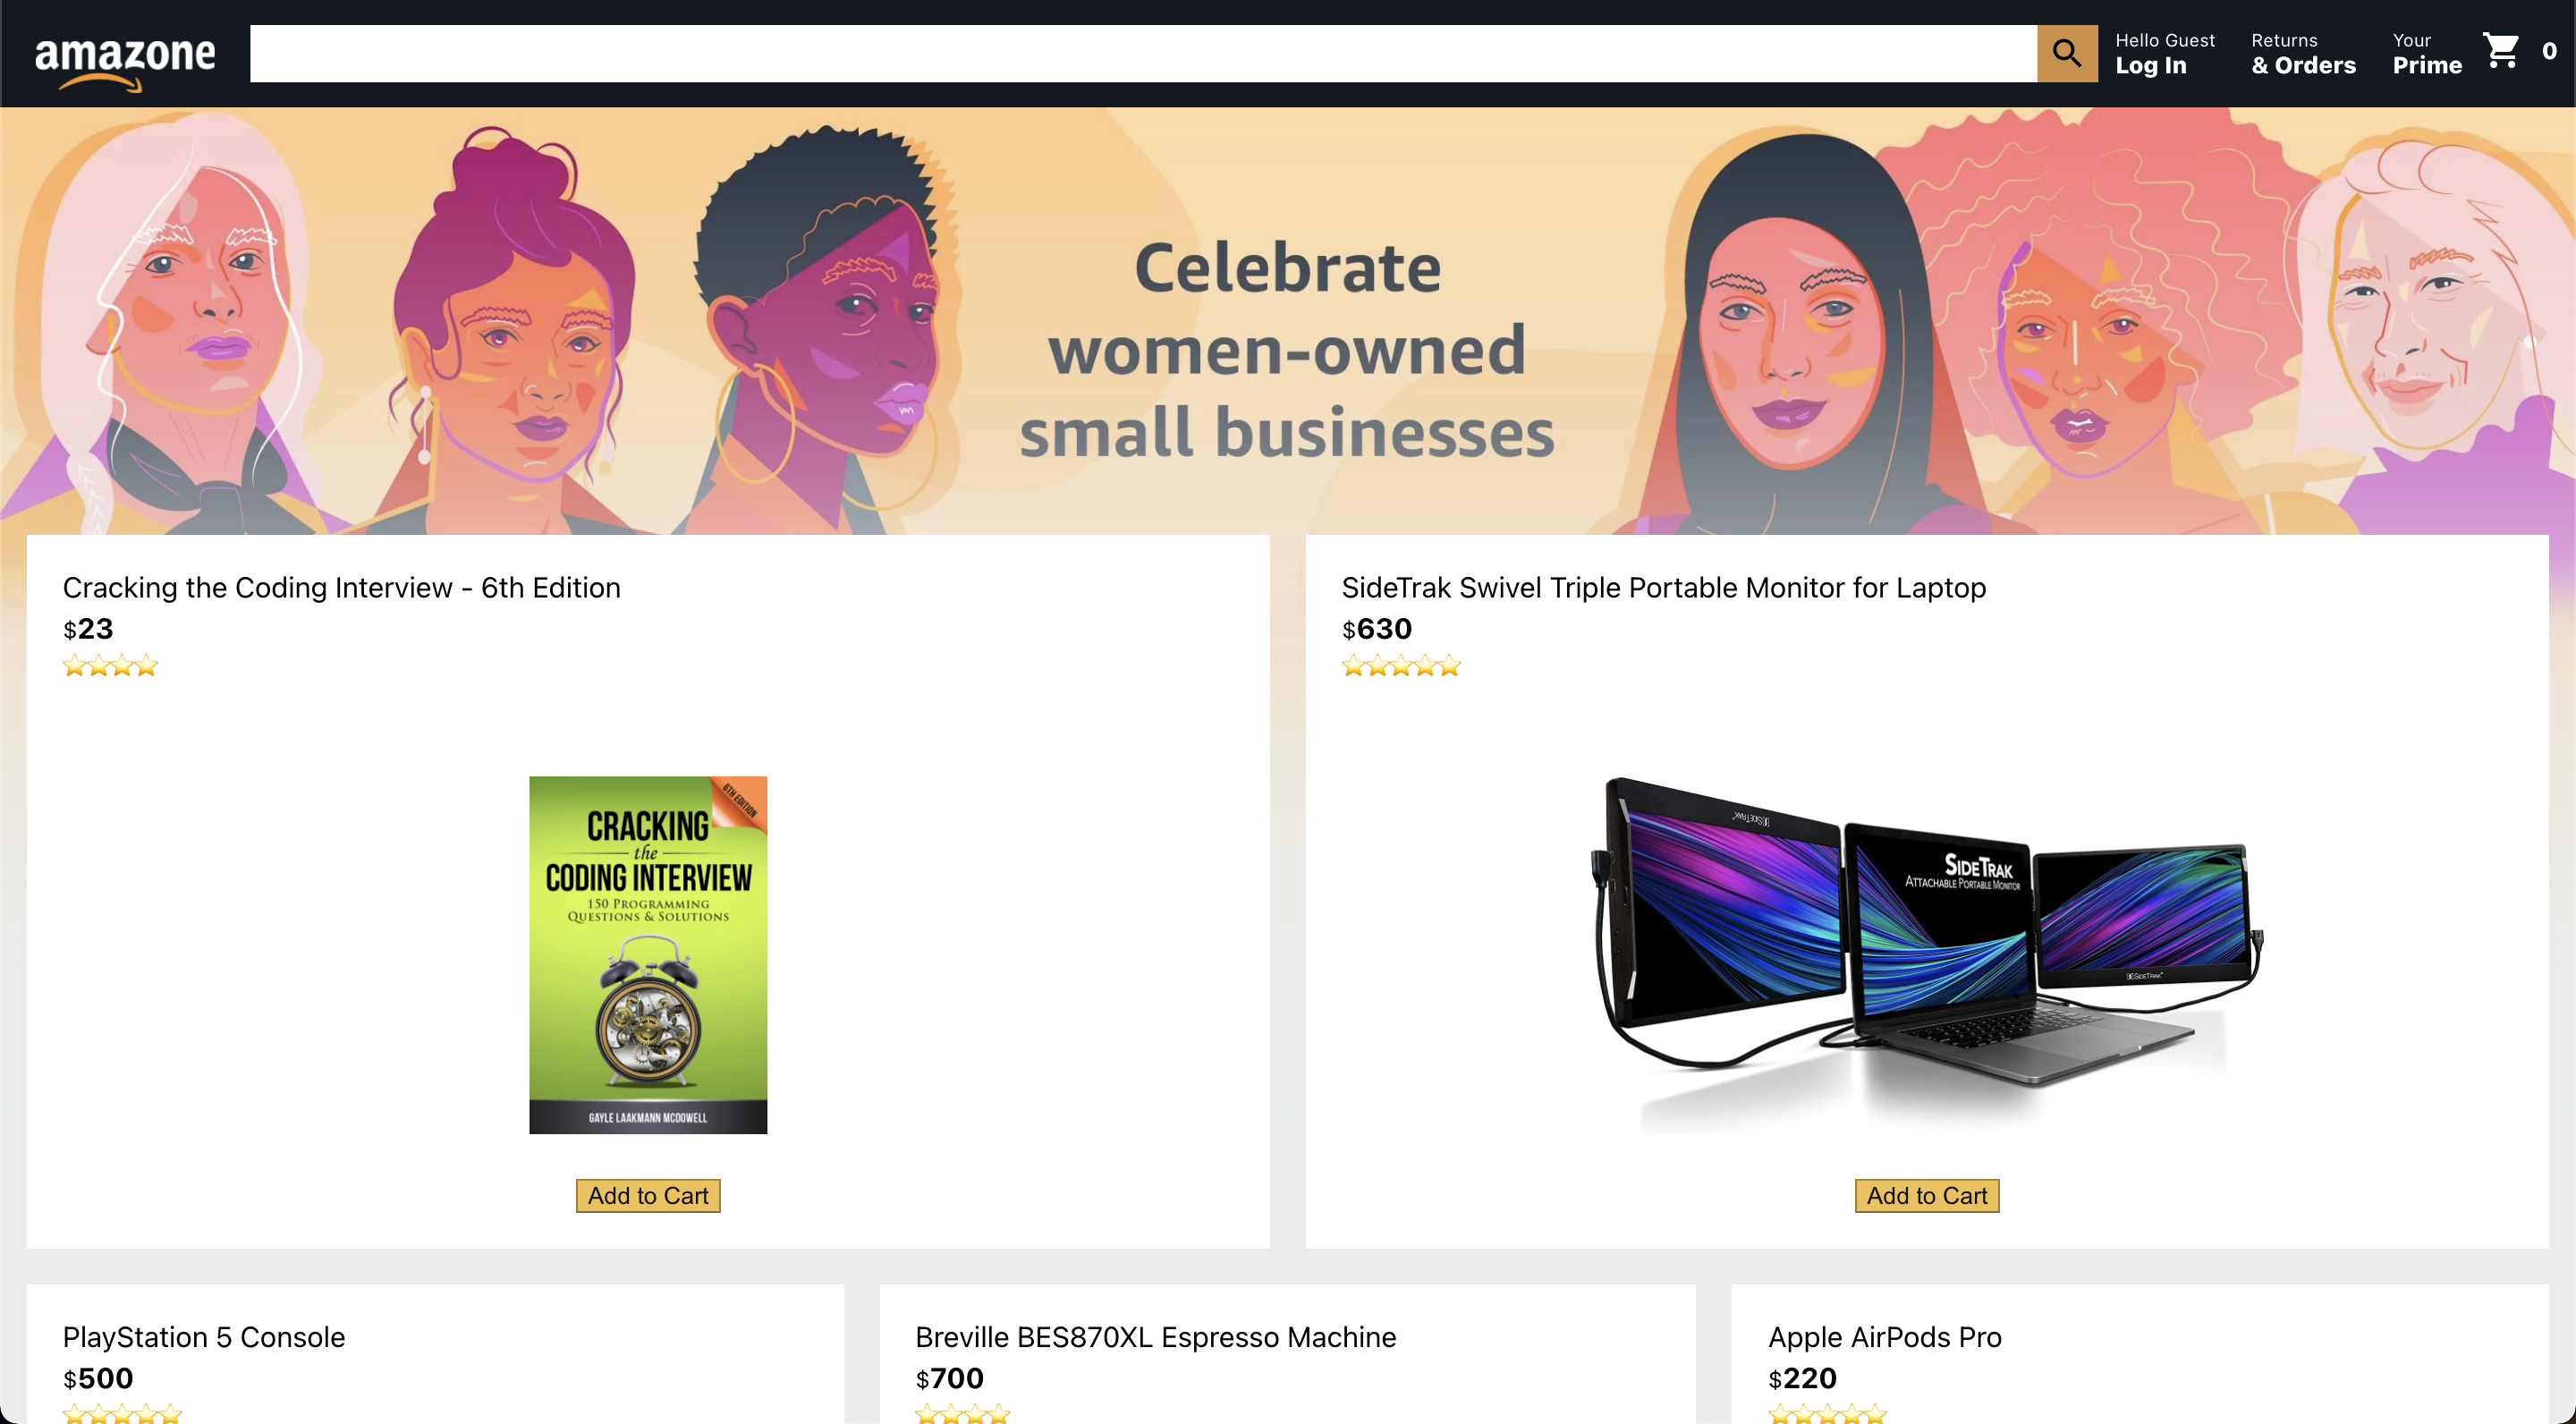 amazone
Hello Guest
Log In
Returns
& Orders
Your
Prime
0
Celebrate
women-owned
small businesses
Cracking the Coding Interview - 6th Edition
$23
SideTrak Swivel Triple Portable Monitor for Laptop
$630
6TH EDITION
CRACKING
the
CODING INTERVIEW
150 PROGRAMMING
QUESTIONS & SOLUTIONS
GAYLE LAAKMANN MCDOWELL
SIDETRAK
SIDETRAK
ATTACHABLE PORTABLE MONITOR
SIDETRAK
Add to Cart
Add to Cart
PlayStation 5 Console
$500
Breville BES870XL Espresso Machine
$700
Apple AirPods Pro
$220